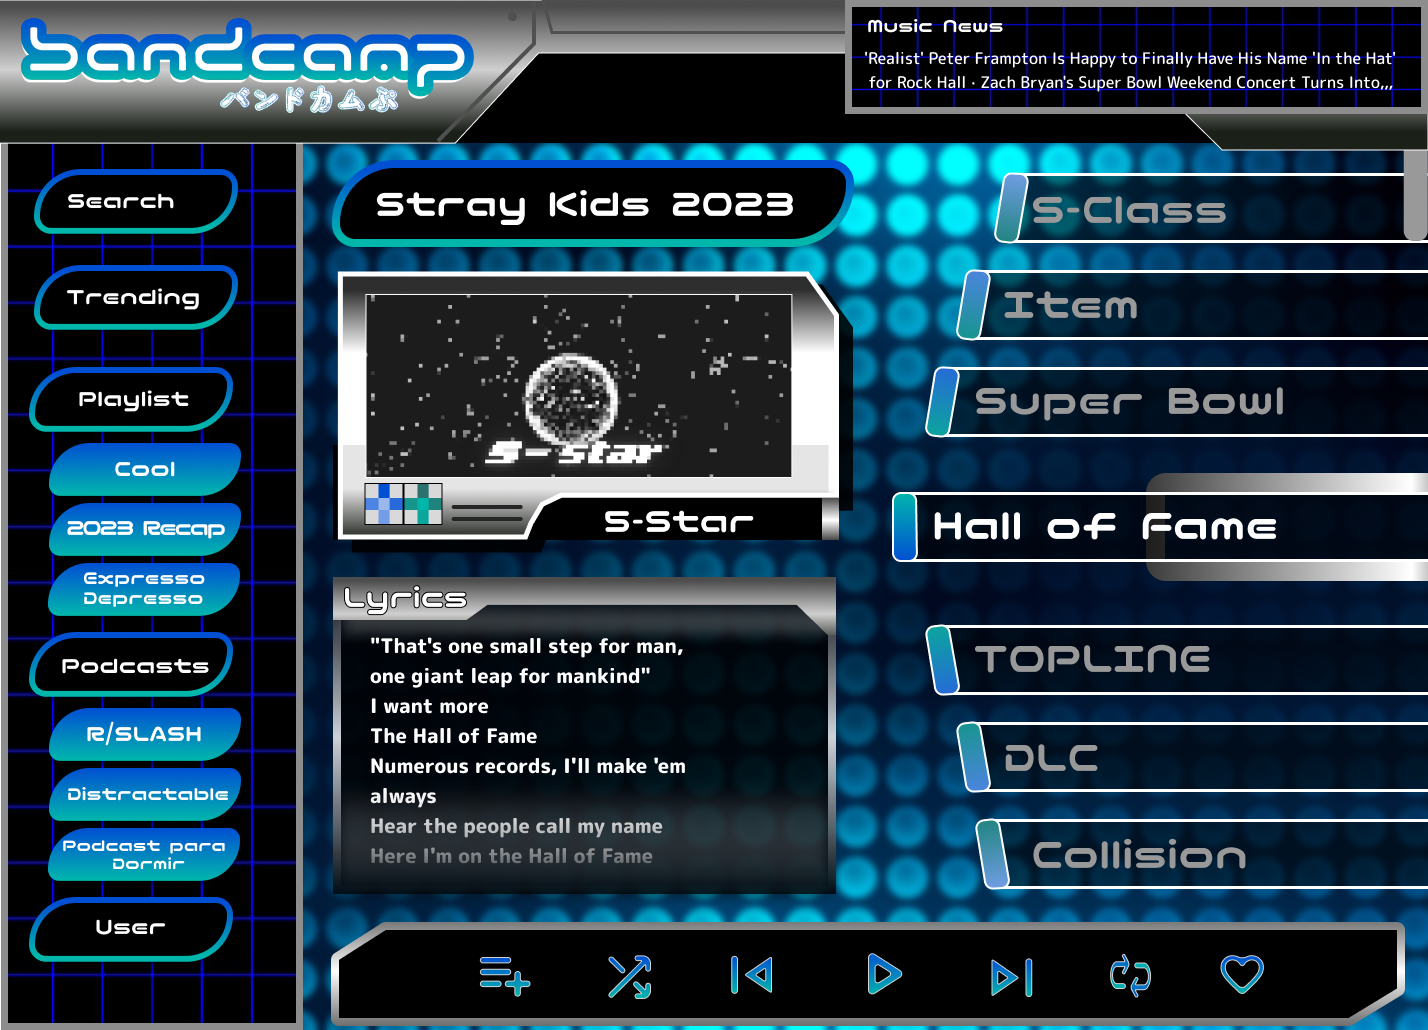 bandcamp
バンドカムぷ
Music News
'Realist' Peter Frampton Is Happy to Finally Have His Name 'In the Hat'
for Rock Hall · Zach Bryan's Super Bowl Weekend Concert Turns Into,,,
Search
Trending
Playlist
Cool
2023 Recap
Expresso
Depresso
Podcasts
R/SLASH
Distractable
Podcast para
Dormir
User
Stray Kids 2023
S-Star
S-Star
Lyrics
"That's one small step for man,
one giant leap for mankind"
I want more
The Hall of Fame
Numerous records, I'll make 'em
always
Hear the people call my name
Here I'm on the Hall of Fame
S-Class
Item
Super Bowl
Hall of Fame
TOPLINE
DLC
Collision